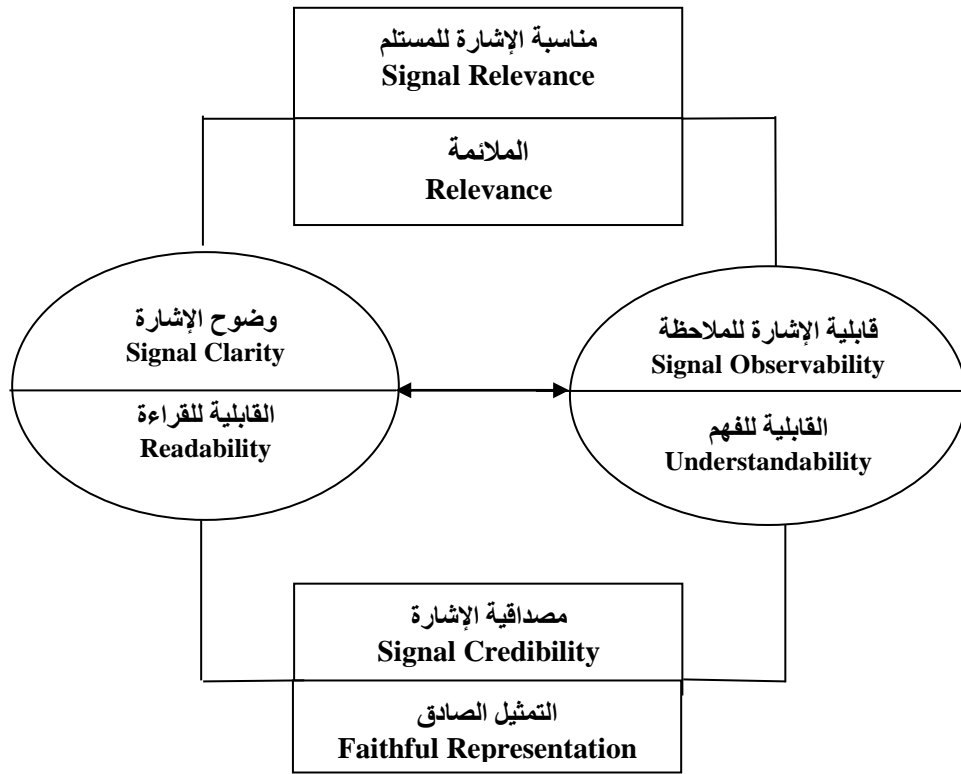 مناسبة الإشارة للمستلم
Signal Relevance
الملائمة
Relevance
وضوح الإشارة
Signal Clarity
القابلية للقراءة
Readability
قابلية الإشارة للملاحظة
Signal Observability
القابلية للفهم
Understandability
مصداقية الإشارة
Signal Credibility
التمثيل الصادق
Faithful Representation